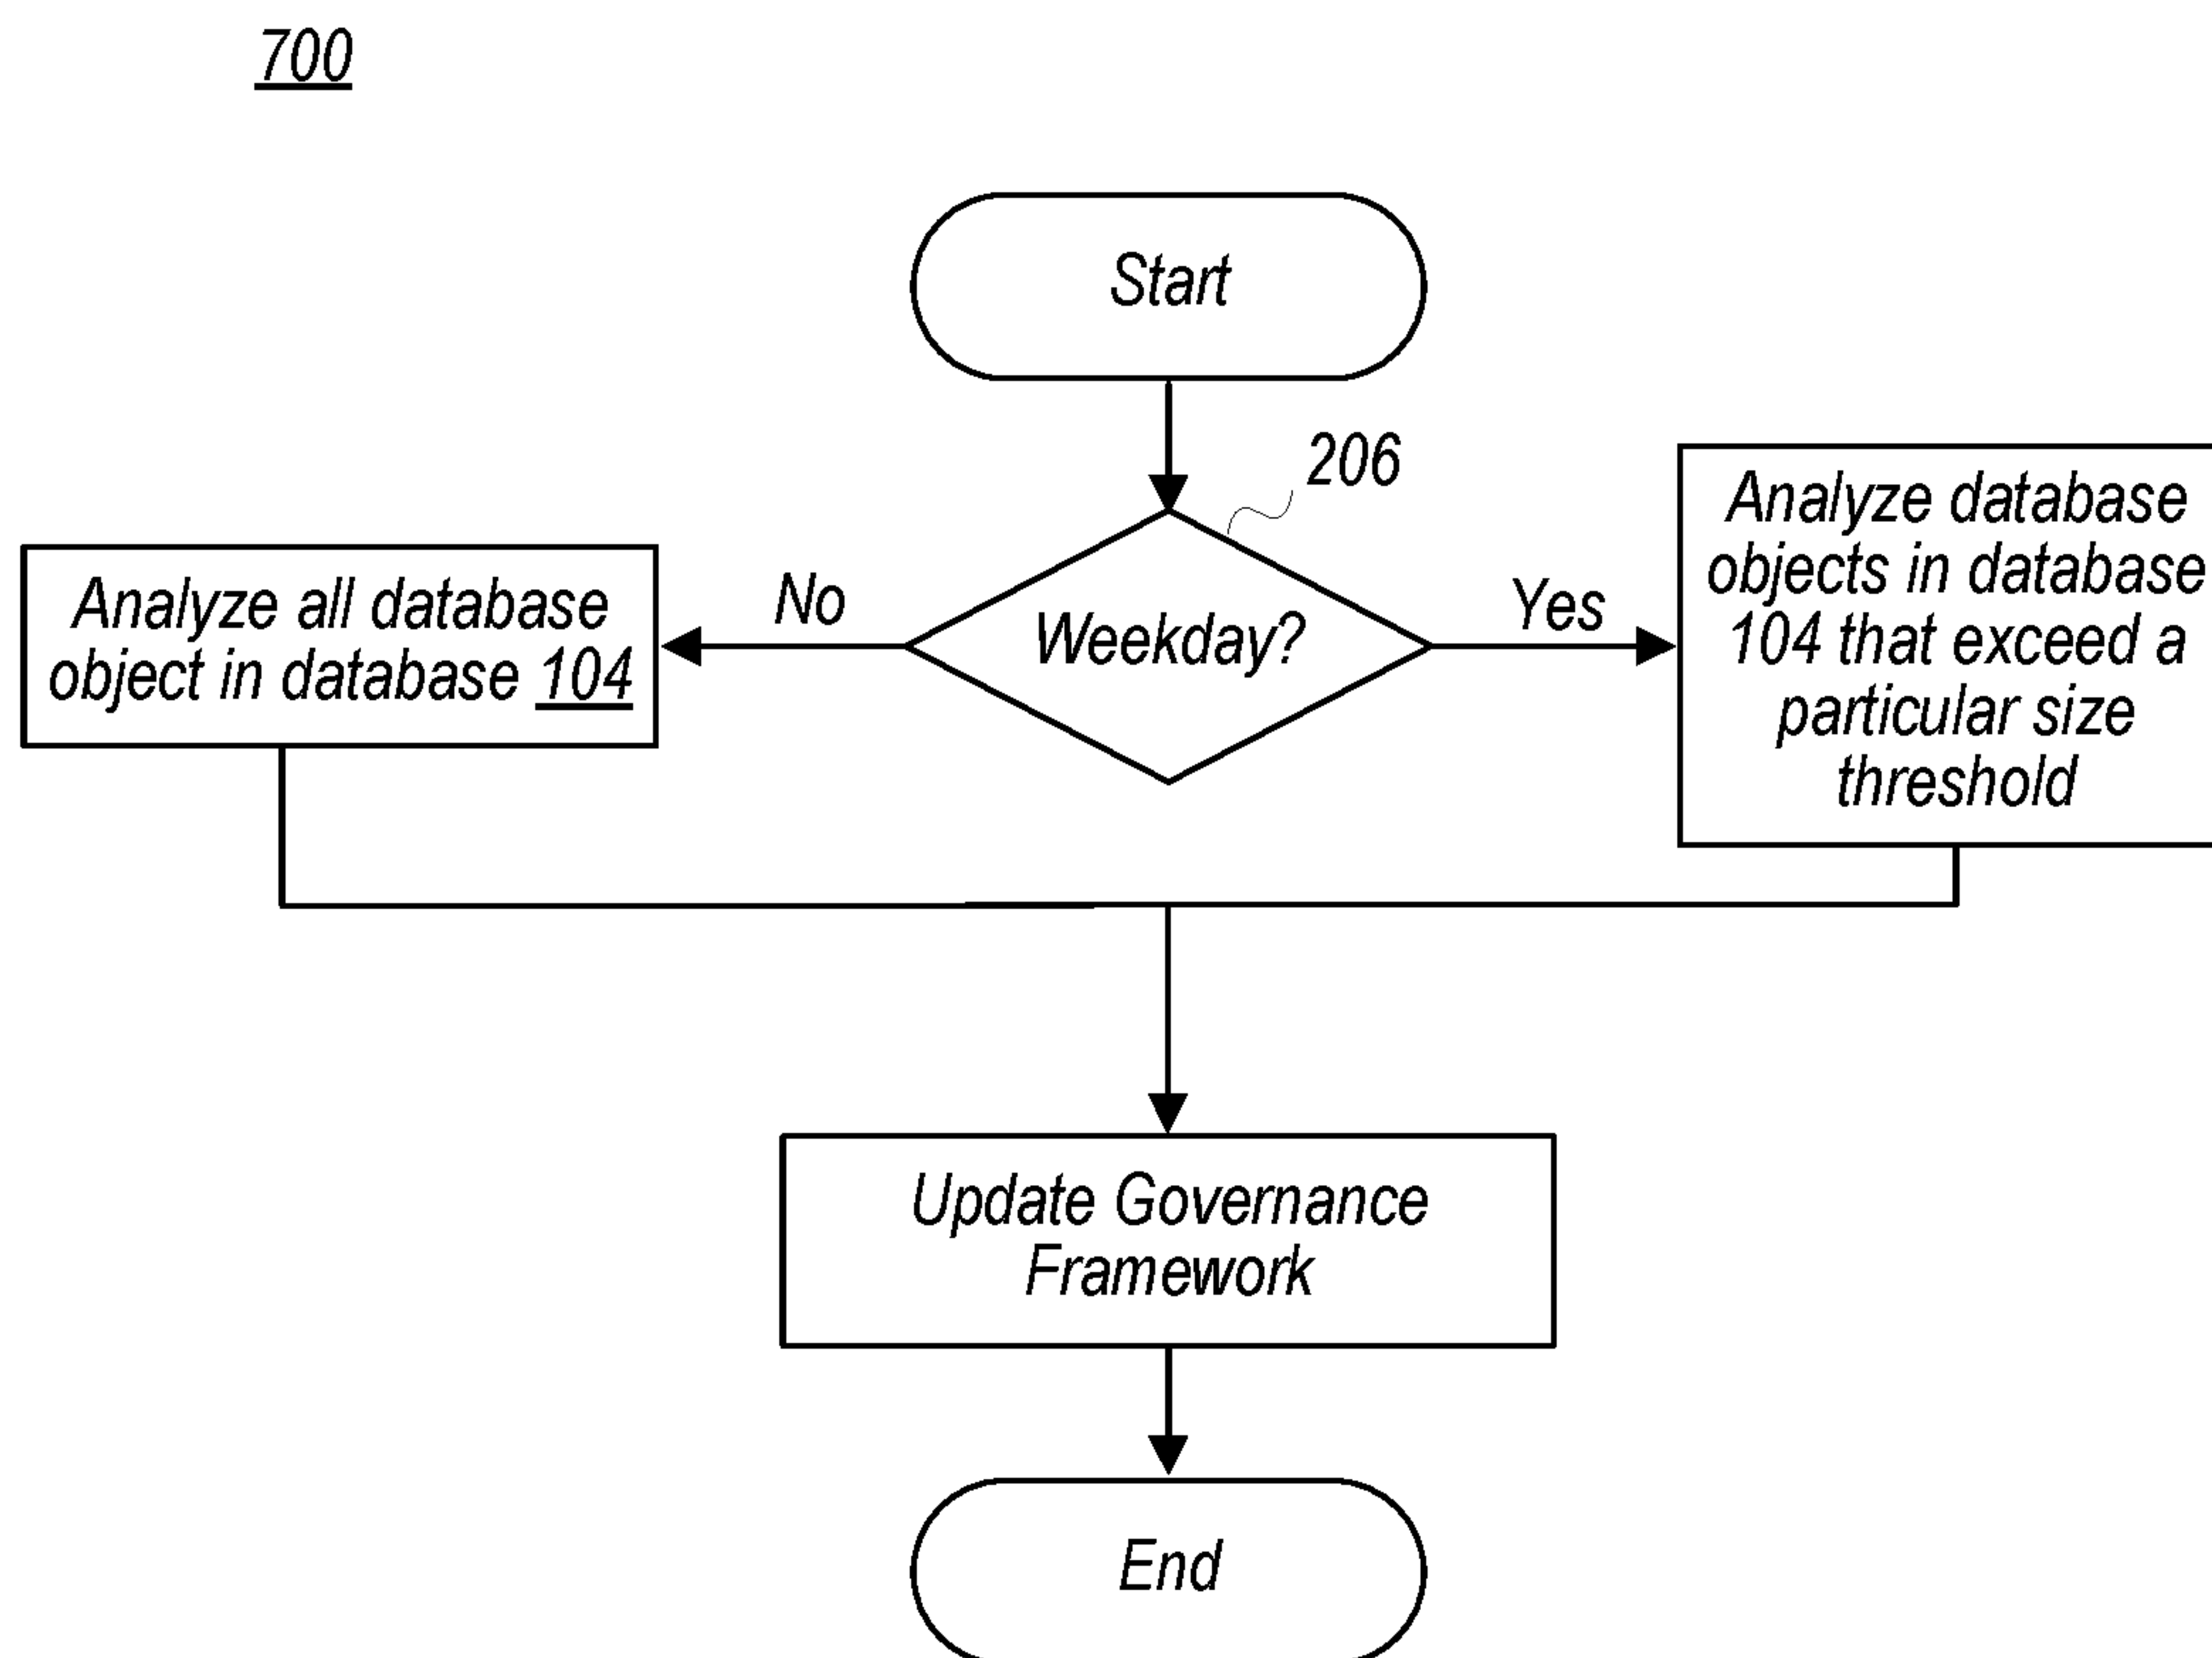 700
Start
206
Weekday?
No
Yes
Analyze all database
object in database 104
Analyze database
objects in database
104 that exceed a
particular size
threshold
Update Governance
Framework
End